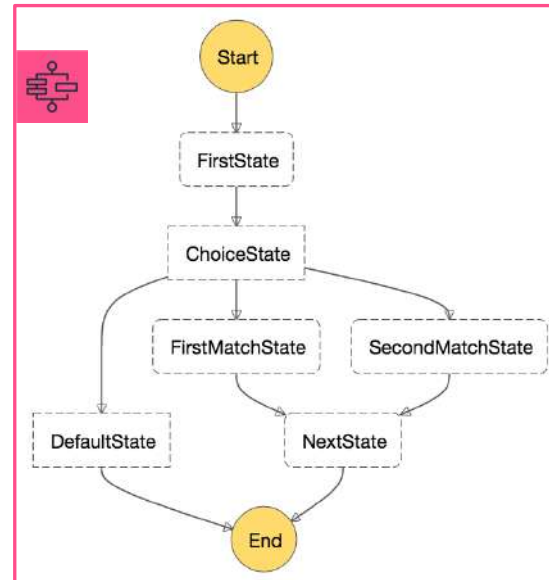 Start
FirstState
ChoiceState
FirstMatchState
SecondMatchState
DefaultState
NextState
End